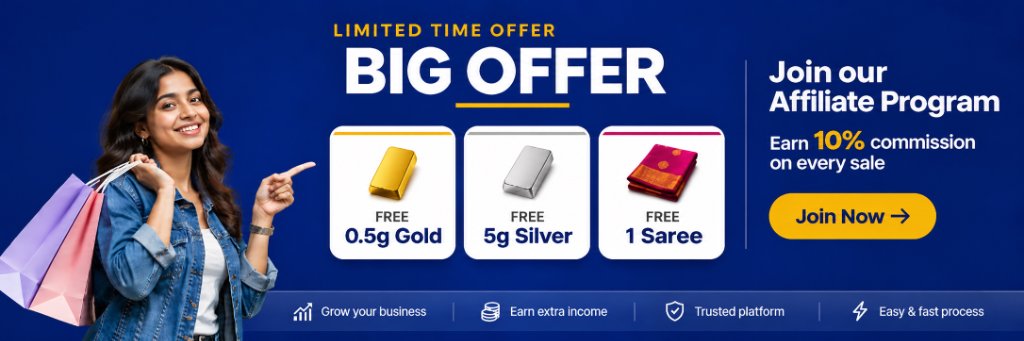 LIMITED TIME OFFER
BIG OFFER
FREE
0.5g Gold
FREE
5g Silver
FREE
1 Saree
Join our
Affiliate Program
Earn 10% commission
on every sale
Join Now →
Grow your business
Earn extra income
Trusted platform
Easy & fast process